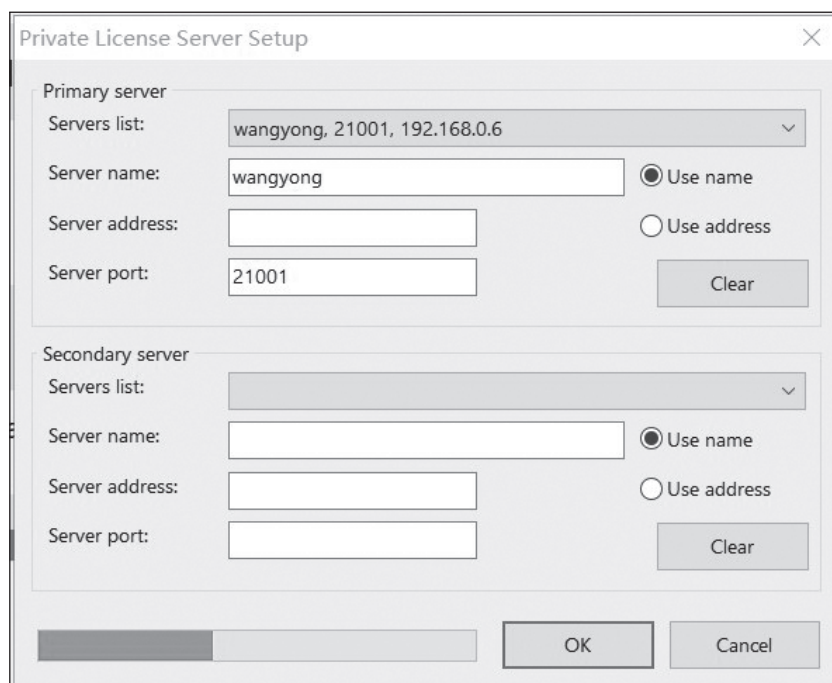 Private License Server Setup
Primary server
Servers list: wangyong, 21001, 192.168.0.6
Server name: wangyong Use name
Server address: Use address
Server port: 21001 Clear
Secondary server
Servers list:
Server name: Use name
Server address: Use address
Server port: Clear
OK Cancel